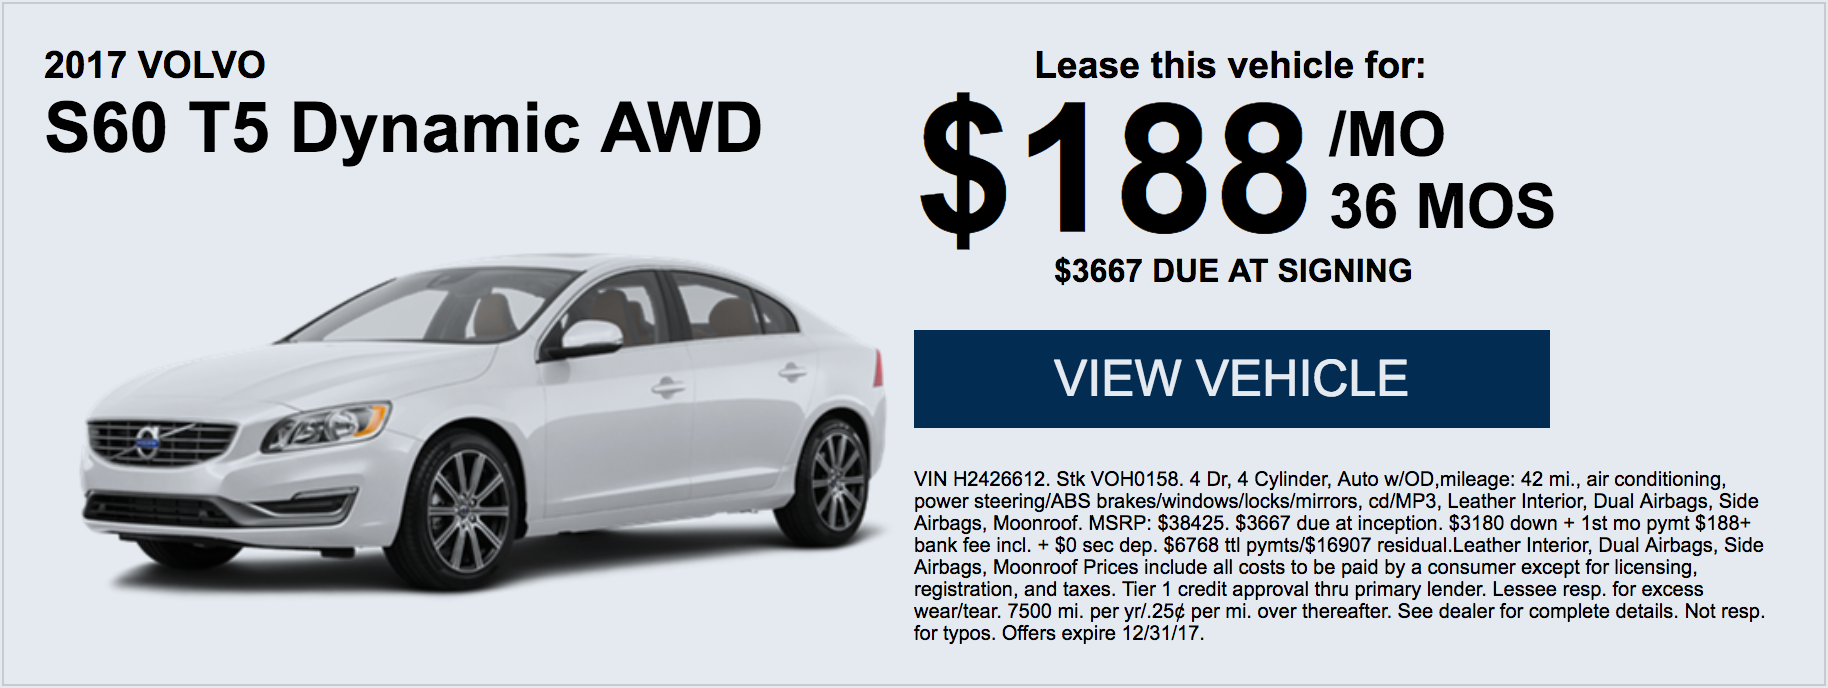 2017 VOLVO
S60 T5 Dynamic AWD
Lease this vehicle for:
$188 /MO
36 MOS
$3667 DUE AT SIGNING
VIEW VEHICLE
VIN H2426612. Stk VOH0158. 4 Dr, 4 Cylinder, Auto w/OD,mileage: 42 mi., air conditioning,
power steering/ABS brakes/windows/locks/mirrors, cd/MP3, Leather Interior, Dual Airbags, Side
Airbags, Moonroof. MSRP: $38425. $3667 due at inception. $3180 down + 1st mo pymt $188+
bank fee incl. + $0 sec dep. $6768 ttl pymts/$16907 residual.Leather Interior, Dual Airbags, Side
Airbags, Moonroof Prices include all costs to be paid by a consumer except for licensing,
registration, and taxes. Tier 1 credit approval thru primary lender. Lessee resp. for excess
wear/tear. 7500 mi. per yr/.25¢ per mi. over thereafter. See dealer for complete details. Not resp.
for typos. Offers expire 12/31/17.